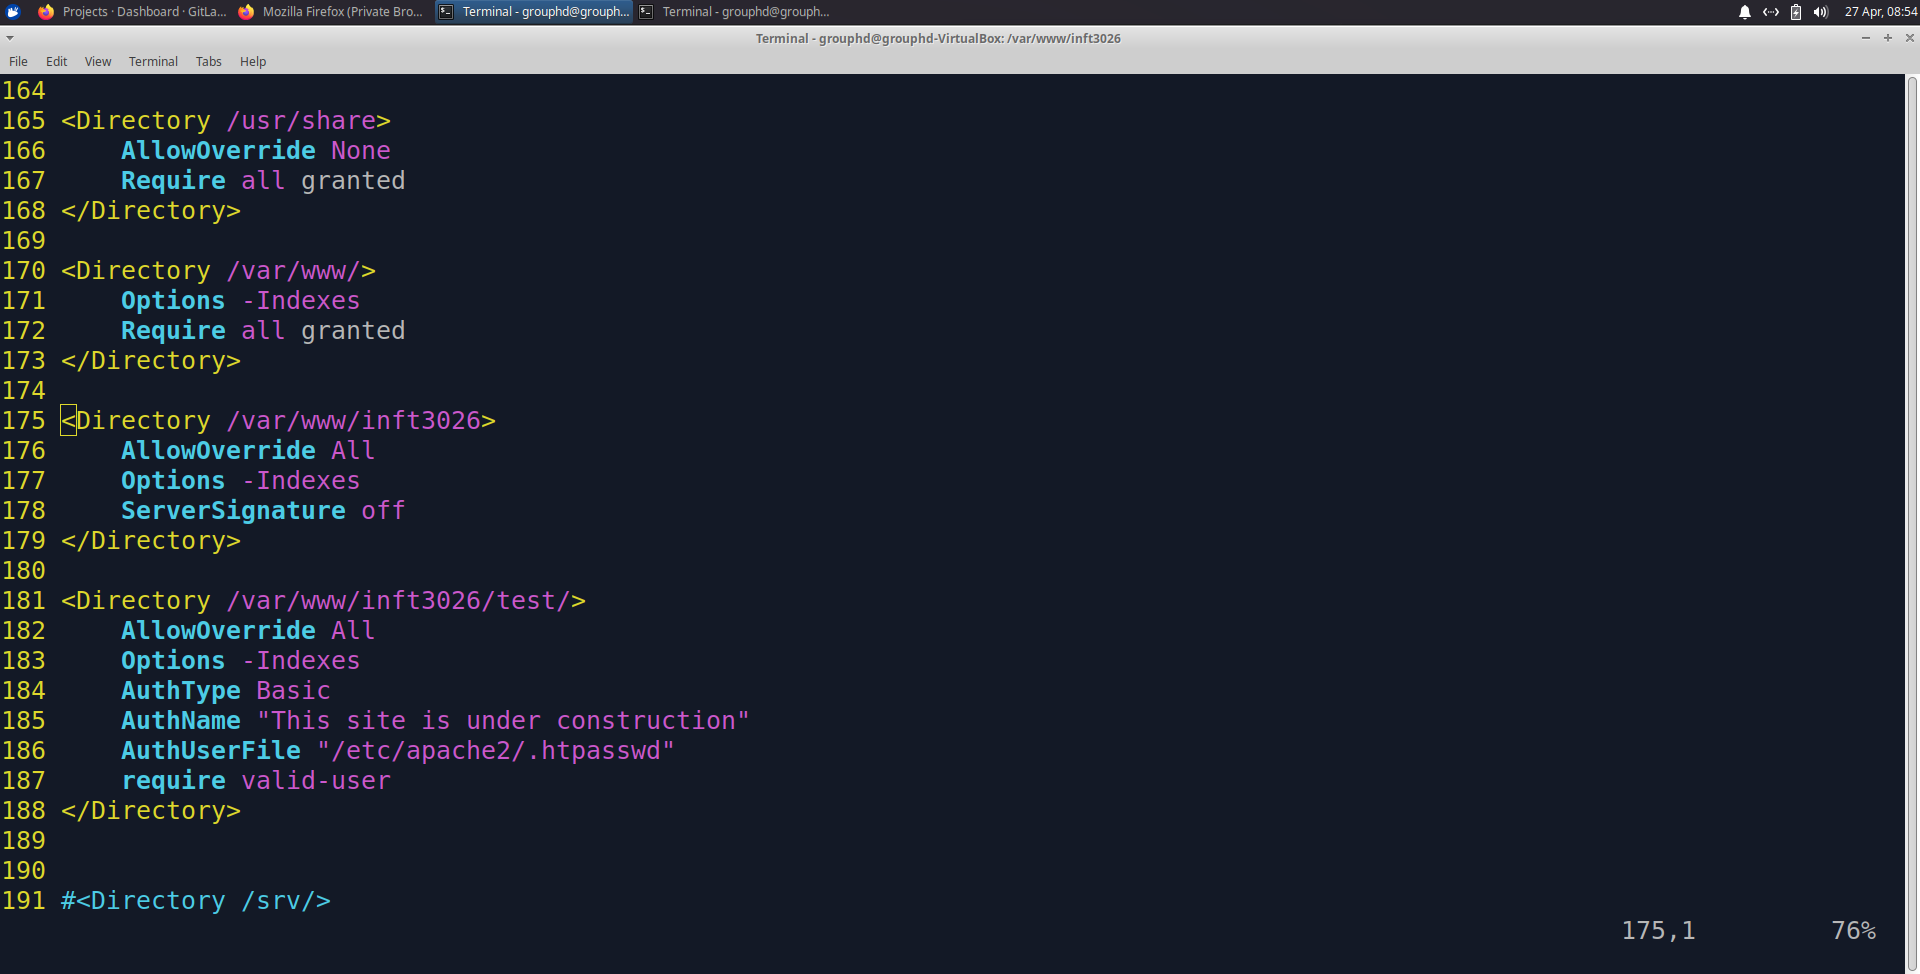 Projects · Dashboard · GitLa...
Mozilla Firefox (Private Bro...
Terminal - grouphd@grouph...
Terminal - grouphd@grouph...
27 Apr, 08:54
Terminal - grouphd@grouphd-VirtualBox: /var/www/inft3026
File Edit View Terminal Tabs Help
164
165 <Directory /usr/share>
166     AllowOverride None
167     Require all granted
168 </Directory>
169
170 <Directory /var/www/>
171     Options -Indexes
172     Require all granted
173 </Directory>
174
175 <Directory /var/www/inft3026>
176     AllowOverride All
177     Options -Indexes
178     ServerSignature off
179 </Directory>
180
181 <Directory /var/www/inft3026/test/>
182     AllowOverride All
183     Options -Indexes
184     AuthType Basic
185     AuthName "This site is under construction"
186     AuthUserFile "/etc/apache2/.htpasswd"
187     require valid-user
188 </Directory>
189
190
191 #<Directory /srv/>
175,1 76%